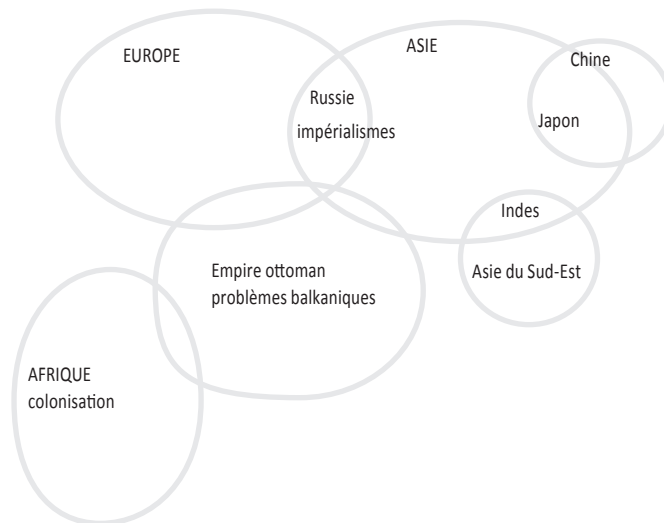 EUROPE
ASIE
Chine
Russie
impérialismes
Japon
Indes
Empire ottoman
problèmes balkaniques
Asie du Sud-Est
AFRIQUE
colonisation